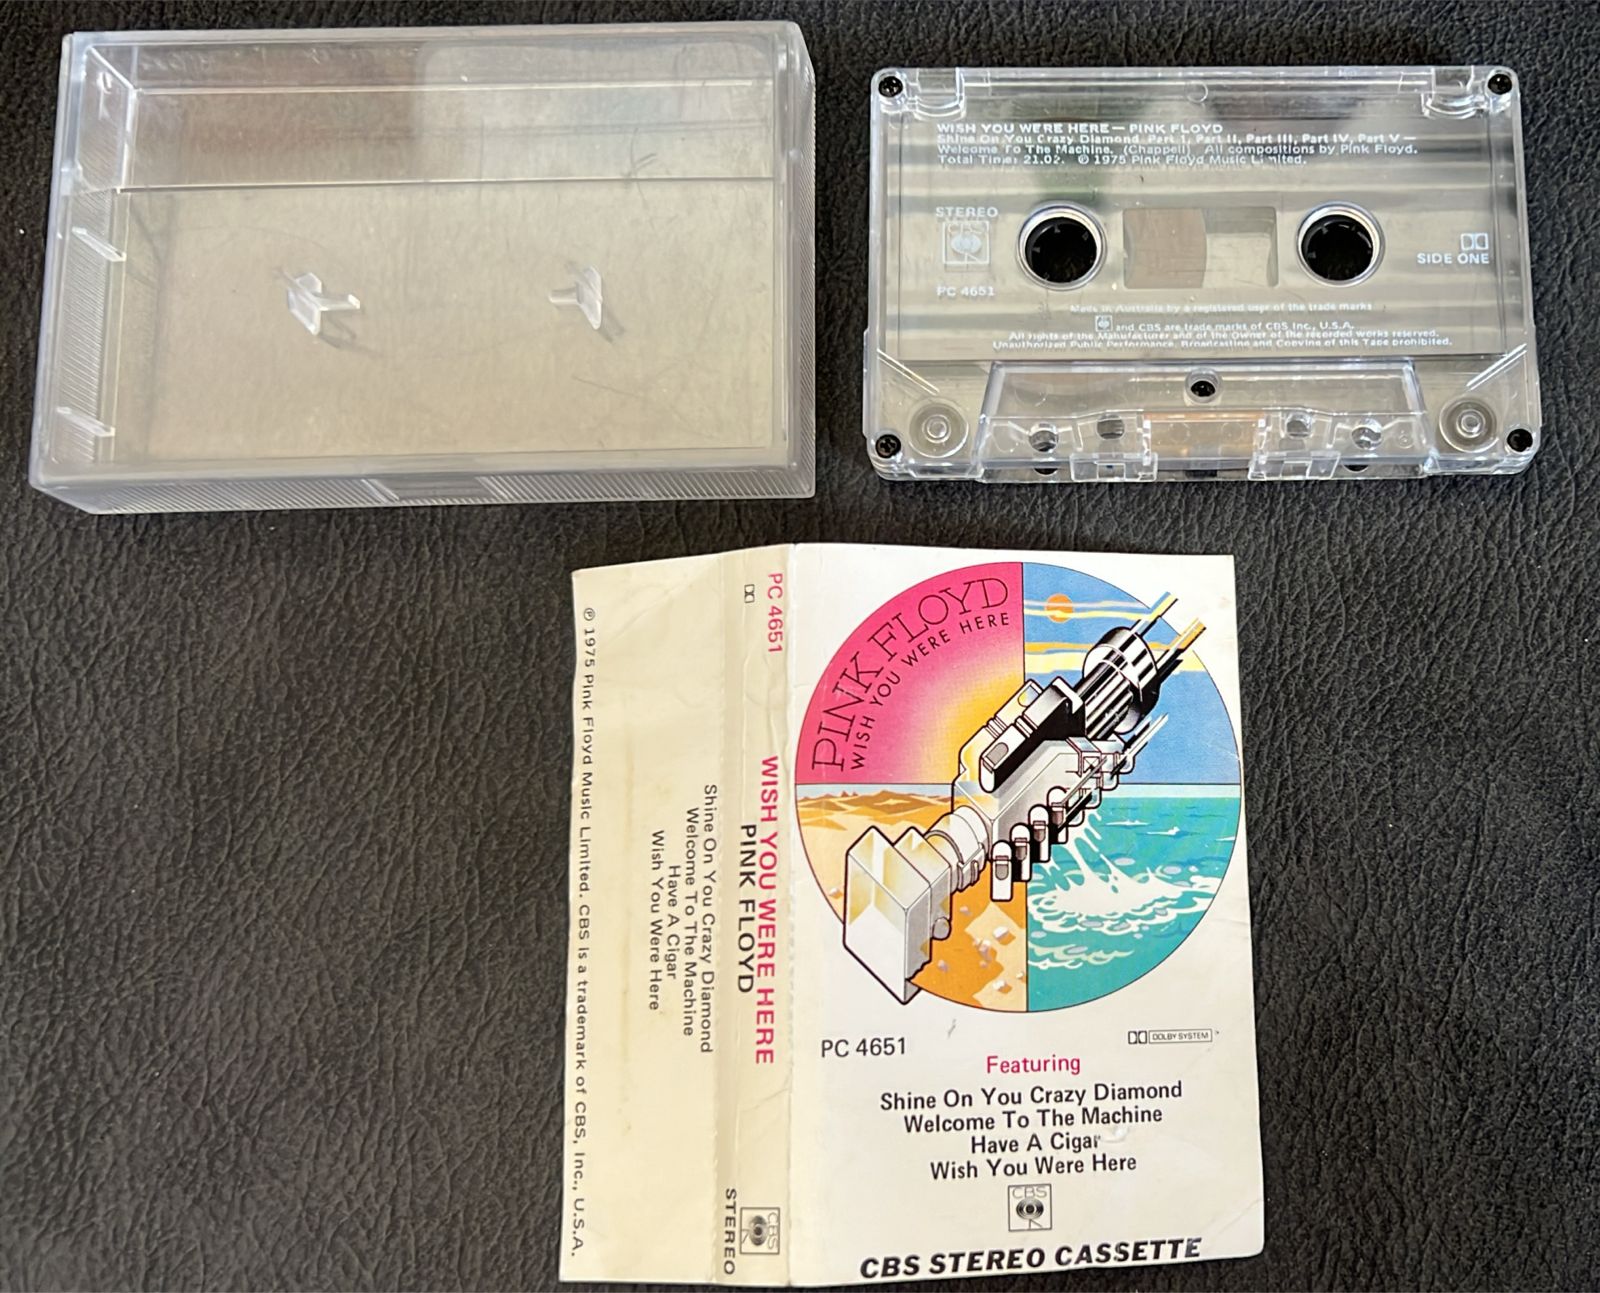 WISH YOU WERE HERE — PINK FLOYD
Shine On You Crazy Diamond, Part I, Part II, Part III, Part IV, Part V —
Welcome To The Machine. (Chappell) All compositions by Pink Floyd.
Total Time: 21.02. ℗ 1975 Pink Floyd Music Limited.
STEREO
CBS
PC 4651
SIDE ONE
Made in Australia by a registered user of the trade marks
and CBS are trade marks of CBS Inc., U.S.A.
All rights of the Manufacturer and of the Owner of the recorded works reserved.
Unauthorized Public Performance, Broadcasting and Copying of this Tape prohibited.
℗ 1975 Pink Floyd Music Limited. CBS is a trademark of CBS, Inc., U.S.A.
Shine On You Crazy Diamond
Welcome To The Machine
Have A Cigar
Wish You Were Here
PC 4651
WISH YOU WERE HERE
PINK FLOYD
CBS
STEREO
PINK FLOYD
WISH YOU WERE HERE
PC 4651
DOLBY SYSTEM
Featuring
Shine On You Crazy Diamond
Welcome To The Machine
Have A Cigar
Wish You Were Here
CBS
CBS STEREO CASSETTE